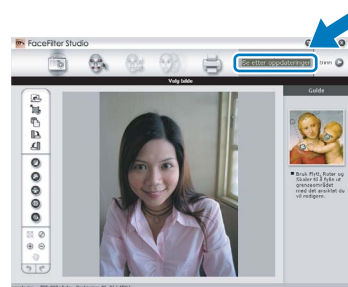 FaceFilter Studio
Se etter oppdateringer
trinn
Velg bilde
Guide
Bruk Flytt, Roter og
Skaler til å fylle ut
grenseområdet
med det ansiktet du
vil redigere.